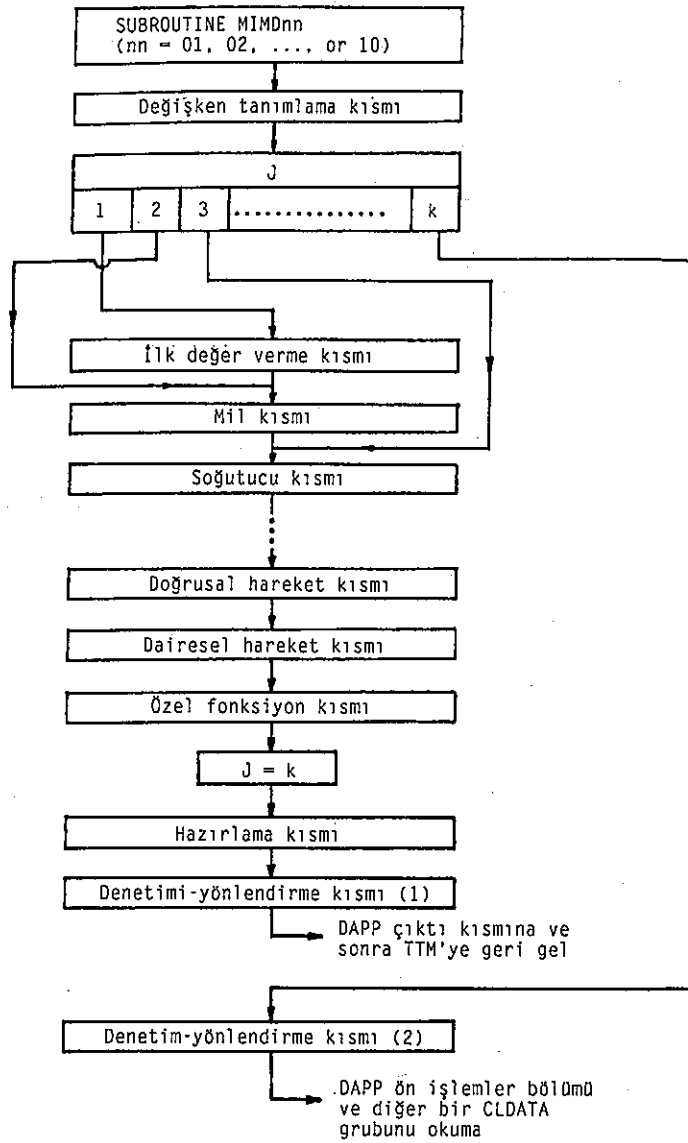 SUBROUTINE MIMDnn
(nn = 01, 02, ..., or 10)
Değişken tanımlama kısmı
J
1 2 3 ............... k
İlk değer verme kısmı
Mil kısmı
Soğutucu kısmı
Doğrusal hareket kısmı
Dairesel hareket kısmı
Özel fonksiyon kısmı
J = k
Hazırlama kısmı
Denetimi-yönlendirme kısmı (1)
DAPP çıktı kısmına ve
sonra TTM'ye geri gel
Denetim-yönlendirme kısmı (2)
DAPP ön işlemler bölümü
ve diğer bir CLDATA
grubunu okuma